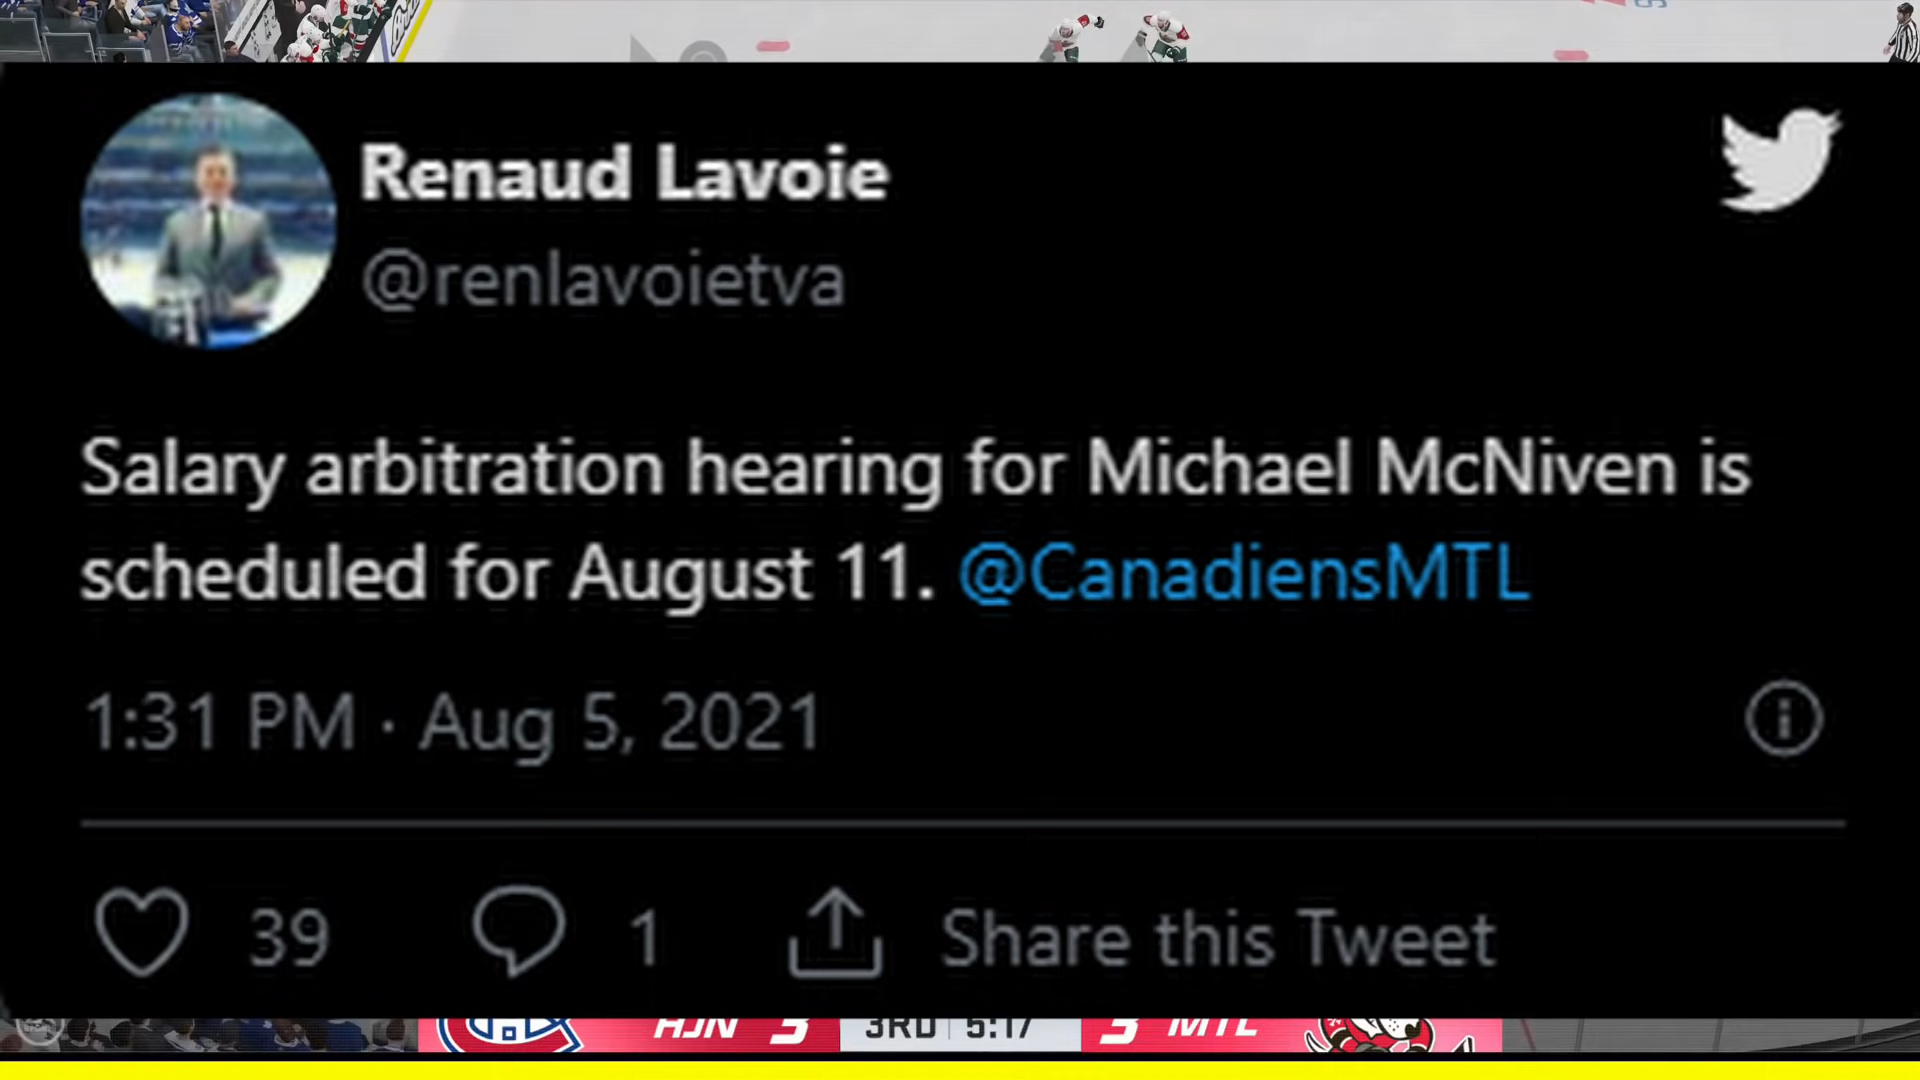 Renaud Lavoie
@renlavoietva
Salary arbitration hearing for Michael McNiven is
scheduled for August 11. @CanadiensMTL
1:31 PM · Aug 5, 2021
39 1 Share this Tweet
3RD 5:17 3 MTL